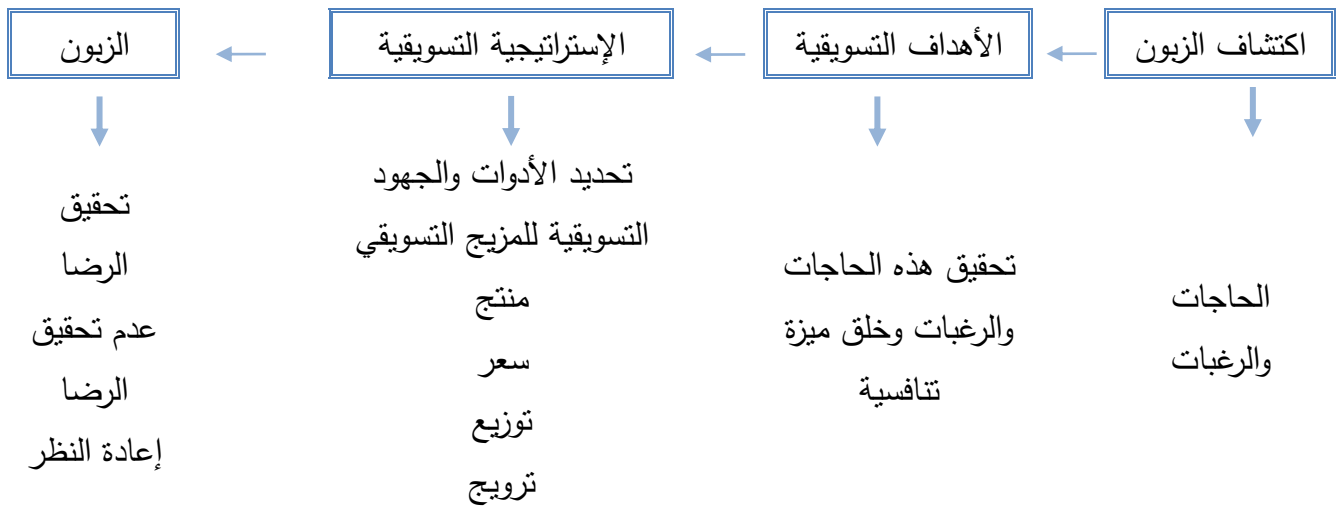 اكتشاف الزبون
الأهداف التسويقية
الإستراتيجية التسويقية
الزبون
الحاجات
والرغبات
تحقيق هذه الحاجات
والرغبات وخلق ميزة
تنافسية
تحديد الأدوات والجهود
التسويقية للمزيج التسويقي
منتج
سعر
توزيع
ترويج
تحقيق
الرضا
عدم تحقيق
الرضا
إعادة النظر